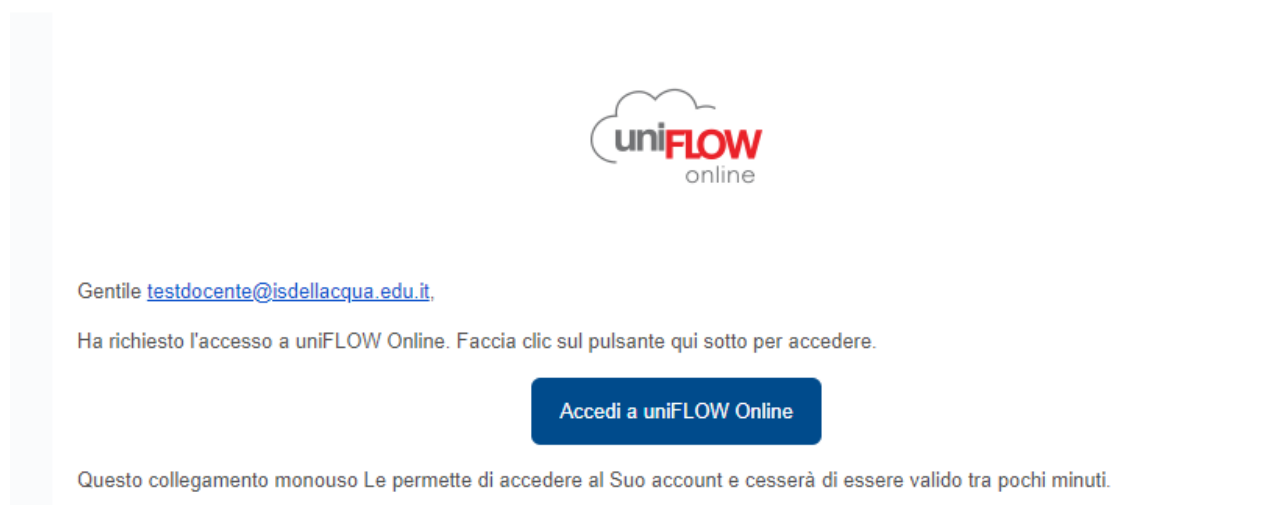 uniFLOW
online
Gentile testdocente@isdellacqua.edu.it,
Ha richiesto l'accesso a uniFLOW Online. Faccia clic sul pulsante qui sotto per accedere.
Accedi a uniFLOW Online
Questo collegamento monouso Le permette di accedere al Suo account e cesserà di essere valido tra pochi minuti.